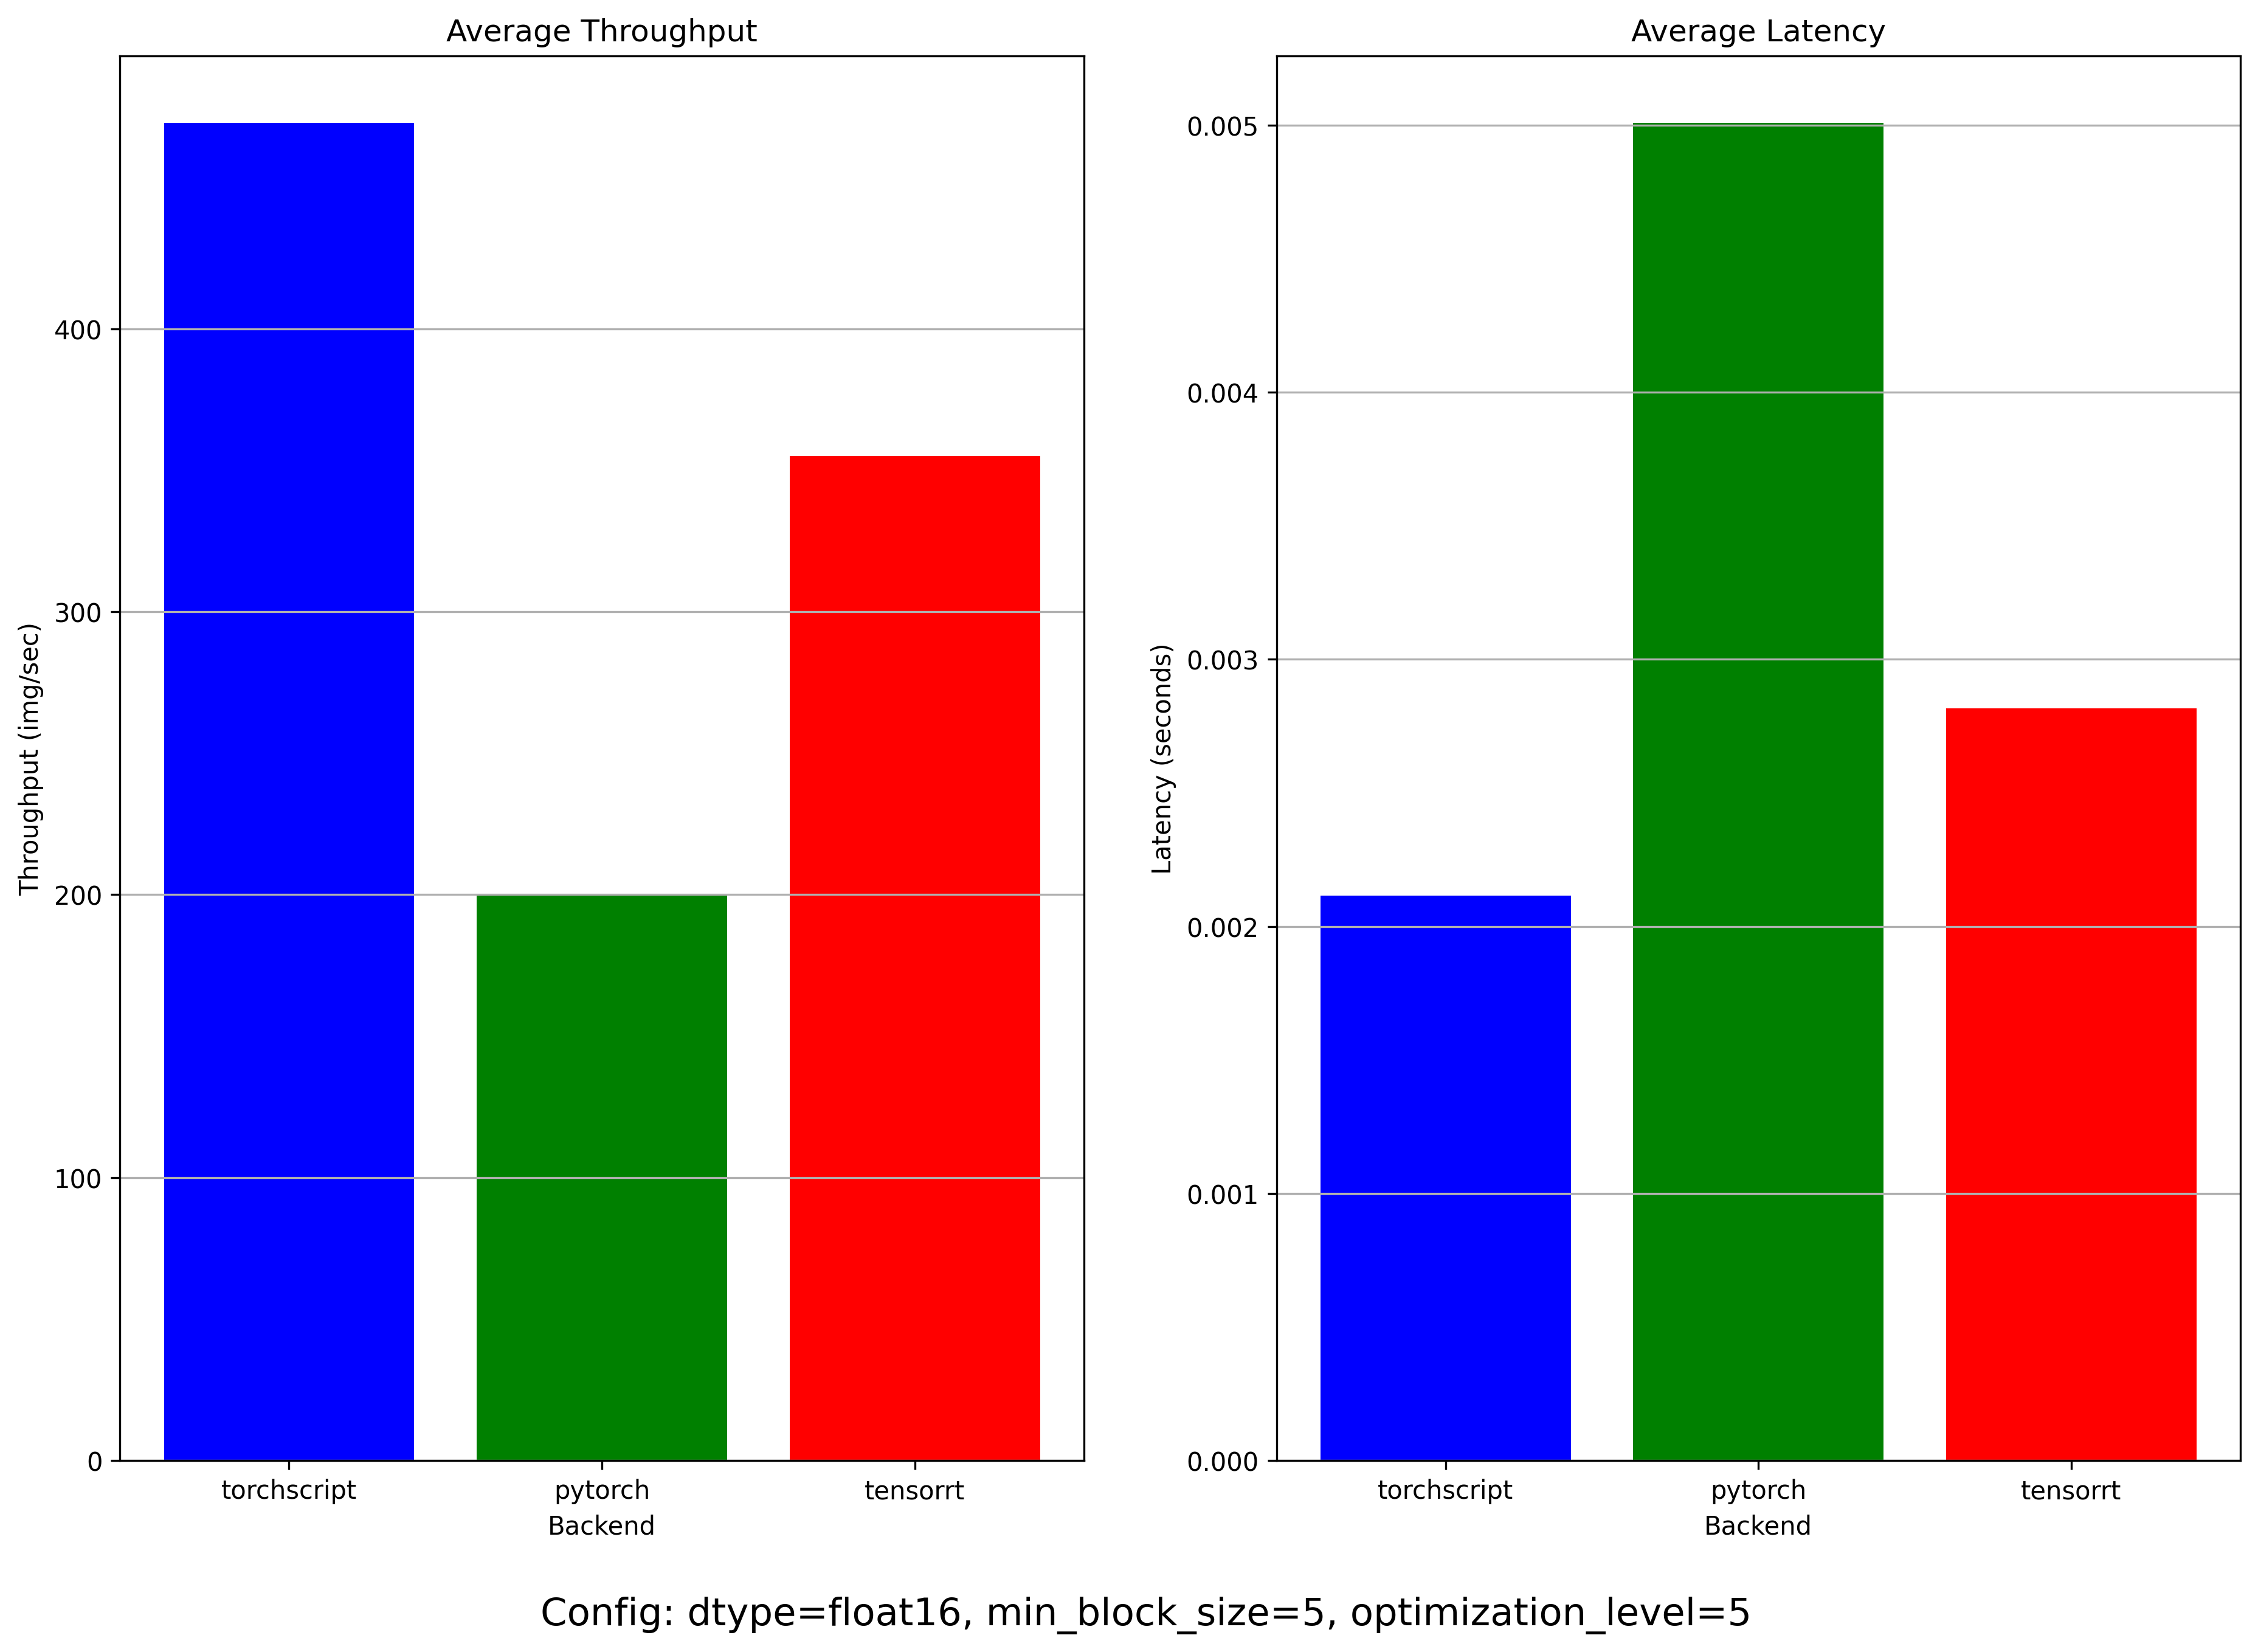 Average Throughput
Throughput (img/sec)
400
300
200
100
0
torchscript
pytorch
tensorrt
Backend
Average Latency
Latency (seconds)
0.005
0.004
0.003
0.002
0.001
0.000
torchscript
pytorch
tensorrt
Backend
Config: dtype=float16, min_block_size=5, optimization_level=5